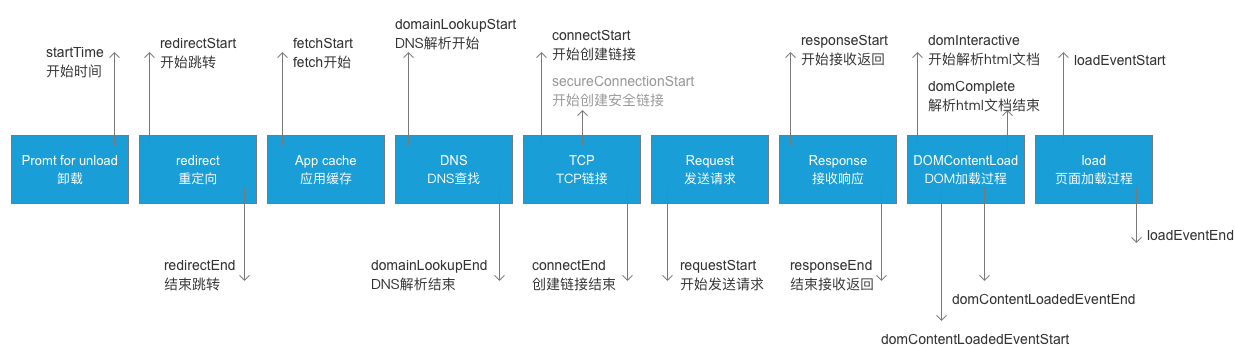 startTime
开始时间
redirectStart
开始跳转
fetchStart
fetch开始
domainLookupStart
DNS解析开始
connectStart
开始创建链接
secureConnectionStart
开始创建安全链接
responseStart
开始接收返回
domInteractive
开始解析html文档
domComplete
解析html文档结束
loadEventStart
Promt for unload
卸载
redirect
重定向
App cache
应用缓存
DNS
DNS查找
TCP
TCP链接
Request
发送请求
Response
接收响应
DOMContentLoad
DOM加载过程
load
页面加载过程
redirectEnd
结束跳转
domainLookupEnd
DNS解析结束
connectEnd
创建链接结束
requestStart
开始发送请求
responseEnd
结束接收返回
loadEventEnd
domContentLoadedEventEnd
domContentLoadedEventStart